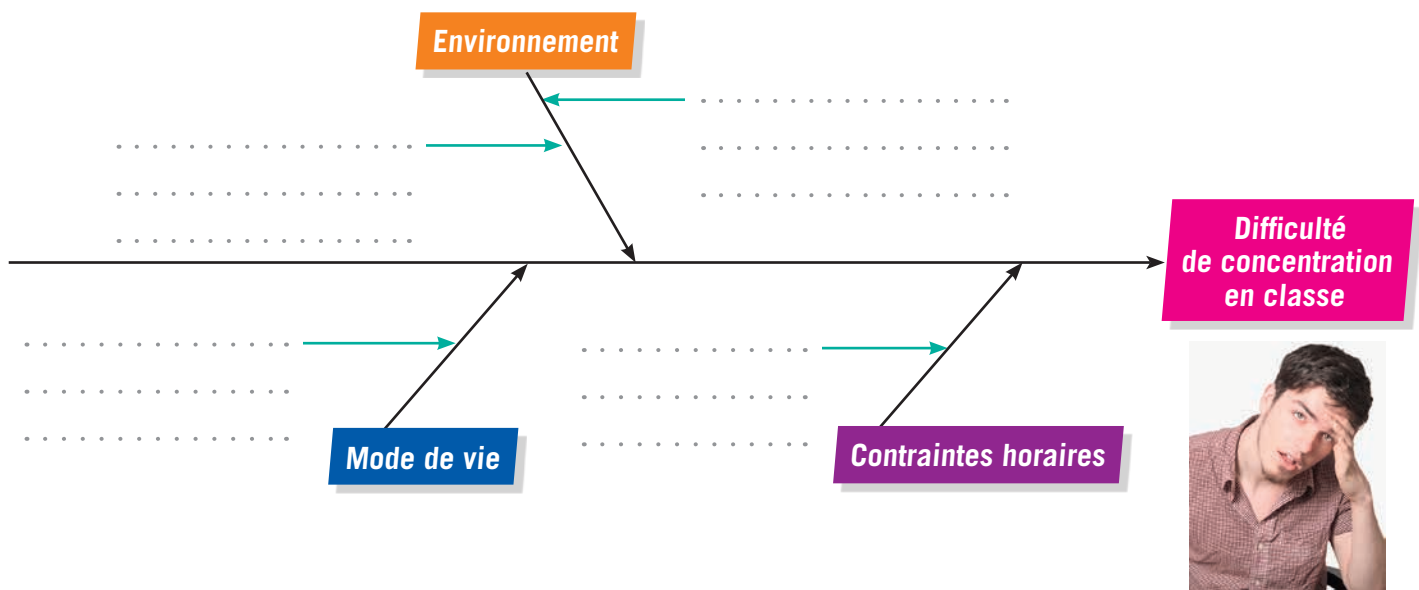 Environnement
Difficulté
de concentration
en classe
Mode de vie
Contraintes horaires